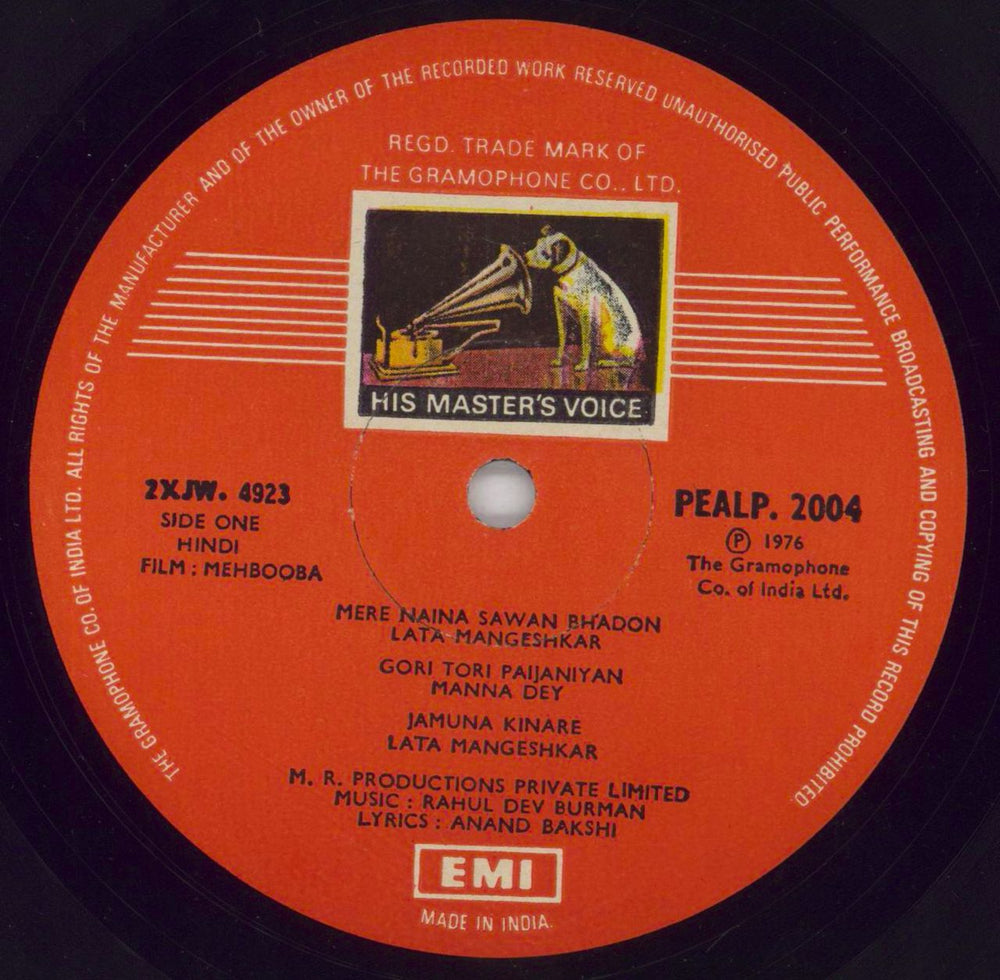 THE GRAMOPHONE CO. OF INDIA LTD. ALL RIGHTS OF THE MANUFACTURER AND OF THE OWNER OF THE RECORDED WORK RESERVED UNAUTHORISED PUBLIC PERFORMANCE BROADCASTING AND COPYING OF THIS RECORD PROHIBITED
REGD. TRADE MARK OF
THE GRAMOPHONE CO., LTD.
HIS MASTER'S VOICE
2XJW. 4923
SIDE ONE
HINDI
FILM : MEHBOOBA
PEALP. 2004
℗ 1976
The Gramophone
Co. of India Ltd.
MERE NAINA SAWAN BHADON
LATA MANGESHKAR
GORI TORI PAIJANIYAN
MANNA DEY
JAMUNA KINARE
LATA MANGESHKAR
M. R. PRODUCTIONS PRIVATE LIMITED
MUSIC : RAHUL DEV BURMAN
LYRICS : ANAND BAKSHI
EMI
MADE IN INDIA.